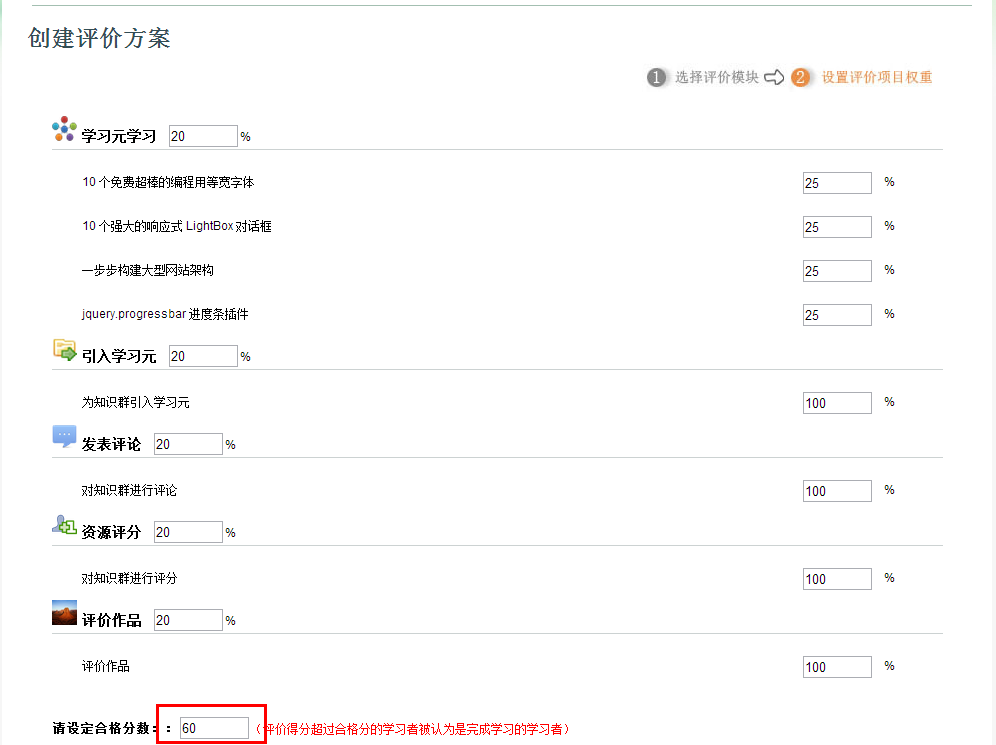 创建评价方案
1 选择评价模块 2 设置评价项目权重
学习元学习 20 %
10 个免费超棒的编程用等宽字体 25 %
10 个强大的响应式 LightBox 对话框 25 %
一步步构建大型网站架构 25 %
jquery.progressbar 进度条插件 25 %
引入学习元 20 %
为知识群引入学习元 100 %
发表评论 20 %
对知识群进行评论 100 %
资源评分 20 %
对知识群进行评分 100 %
评价作品 20 %
评价作品 100 %
请设定合格分数：： 60 （评价得分超过合格分的学习者被认为是完成学习的学习者）